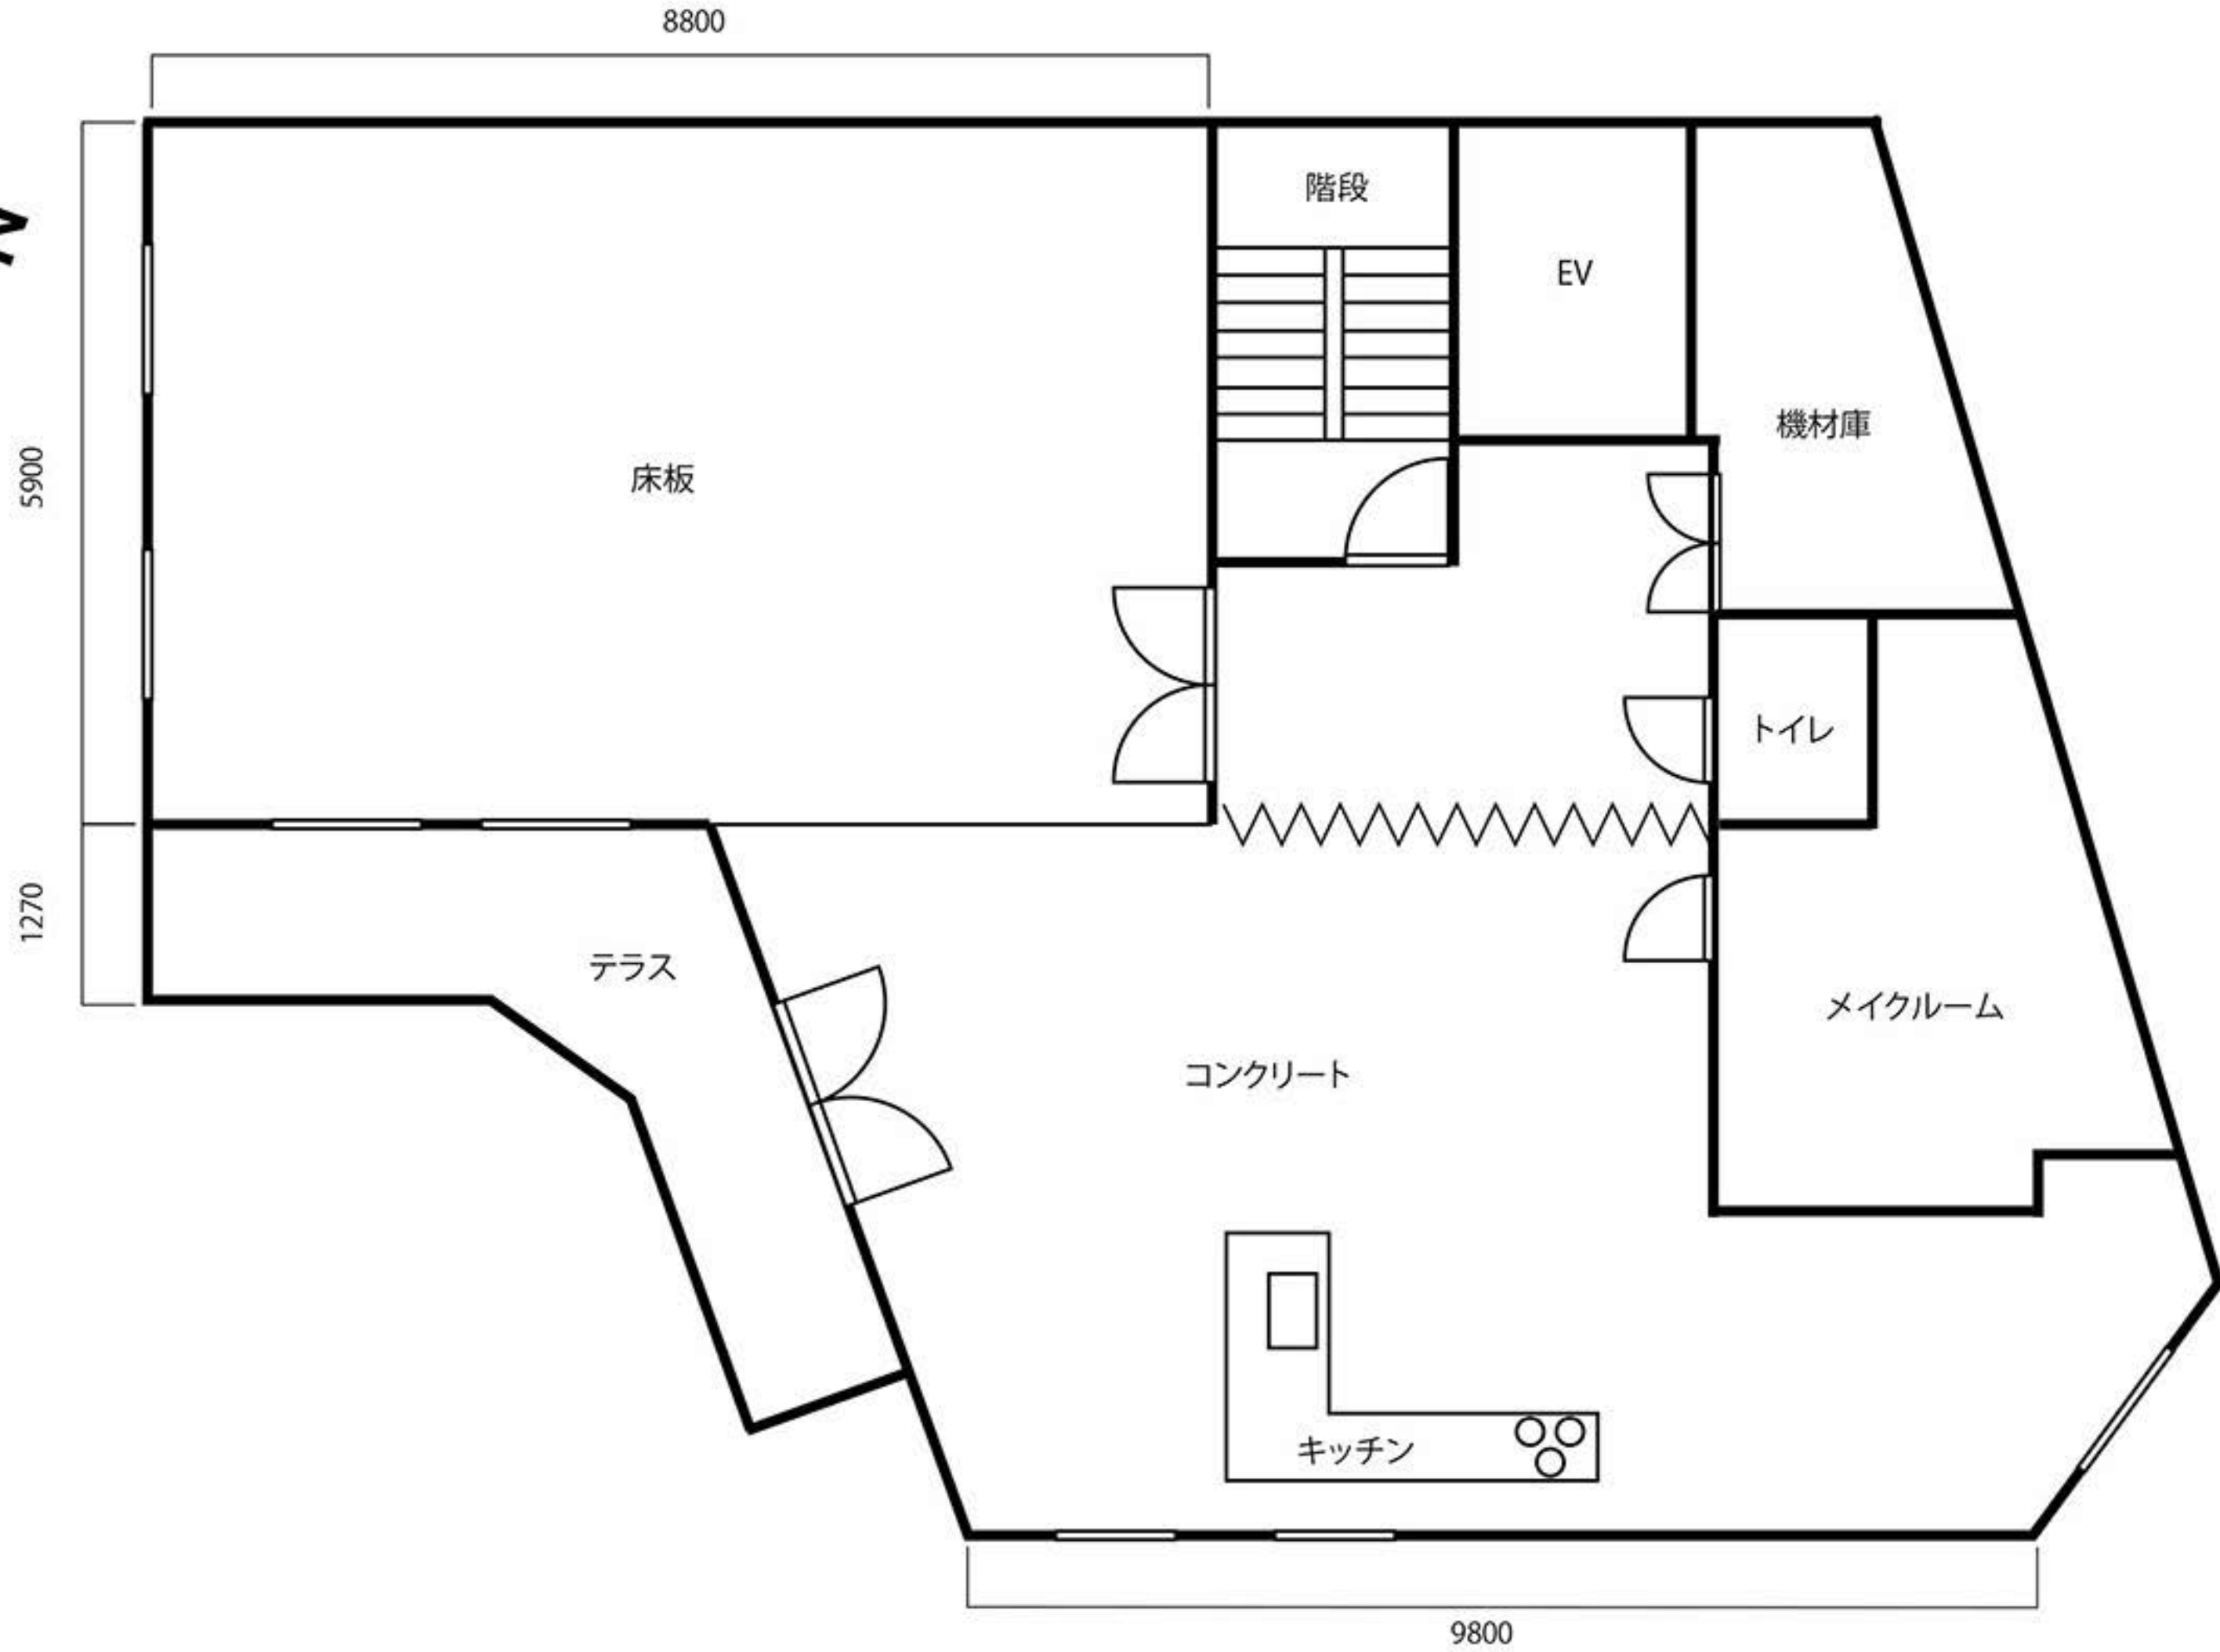 8800
階段
N
EV
機材庫
5900
床板
トイレ
1270
テラス
メイクルーム
コンクリート
キッチン
9800